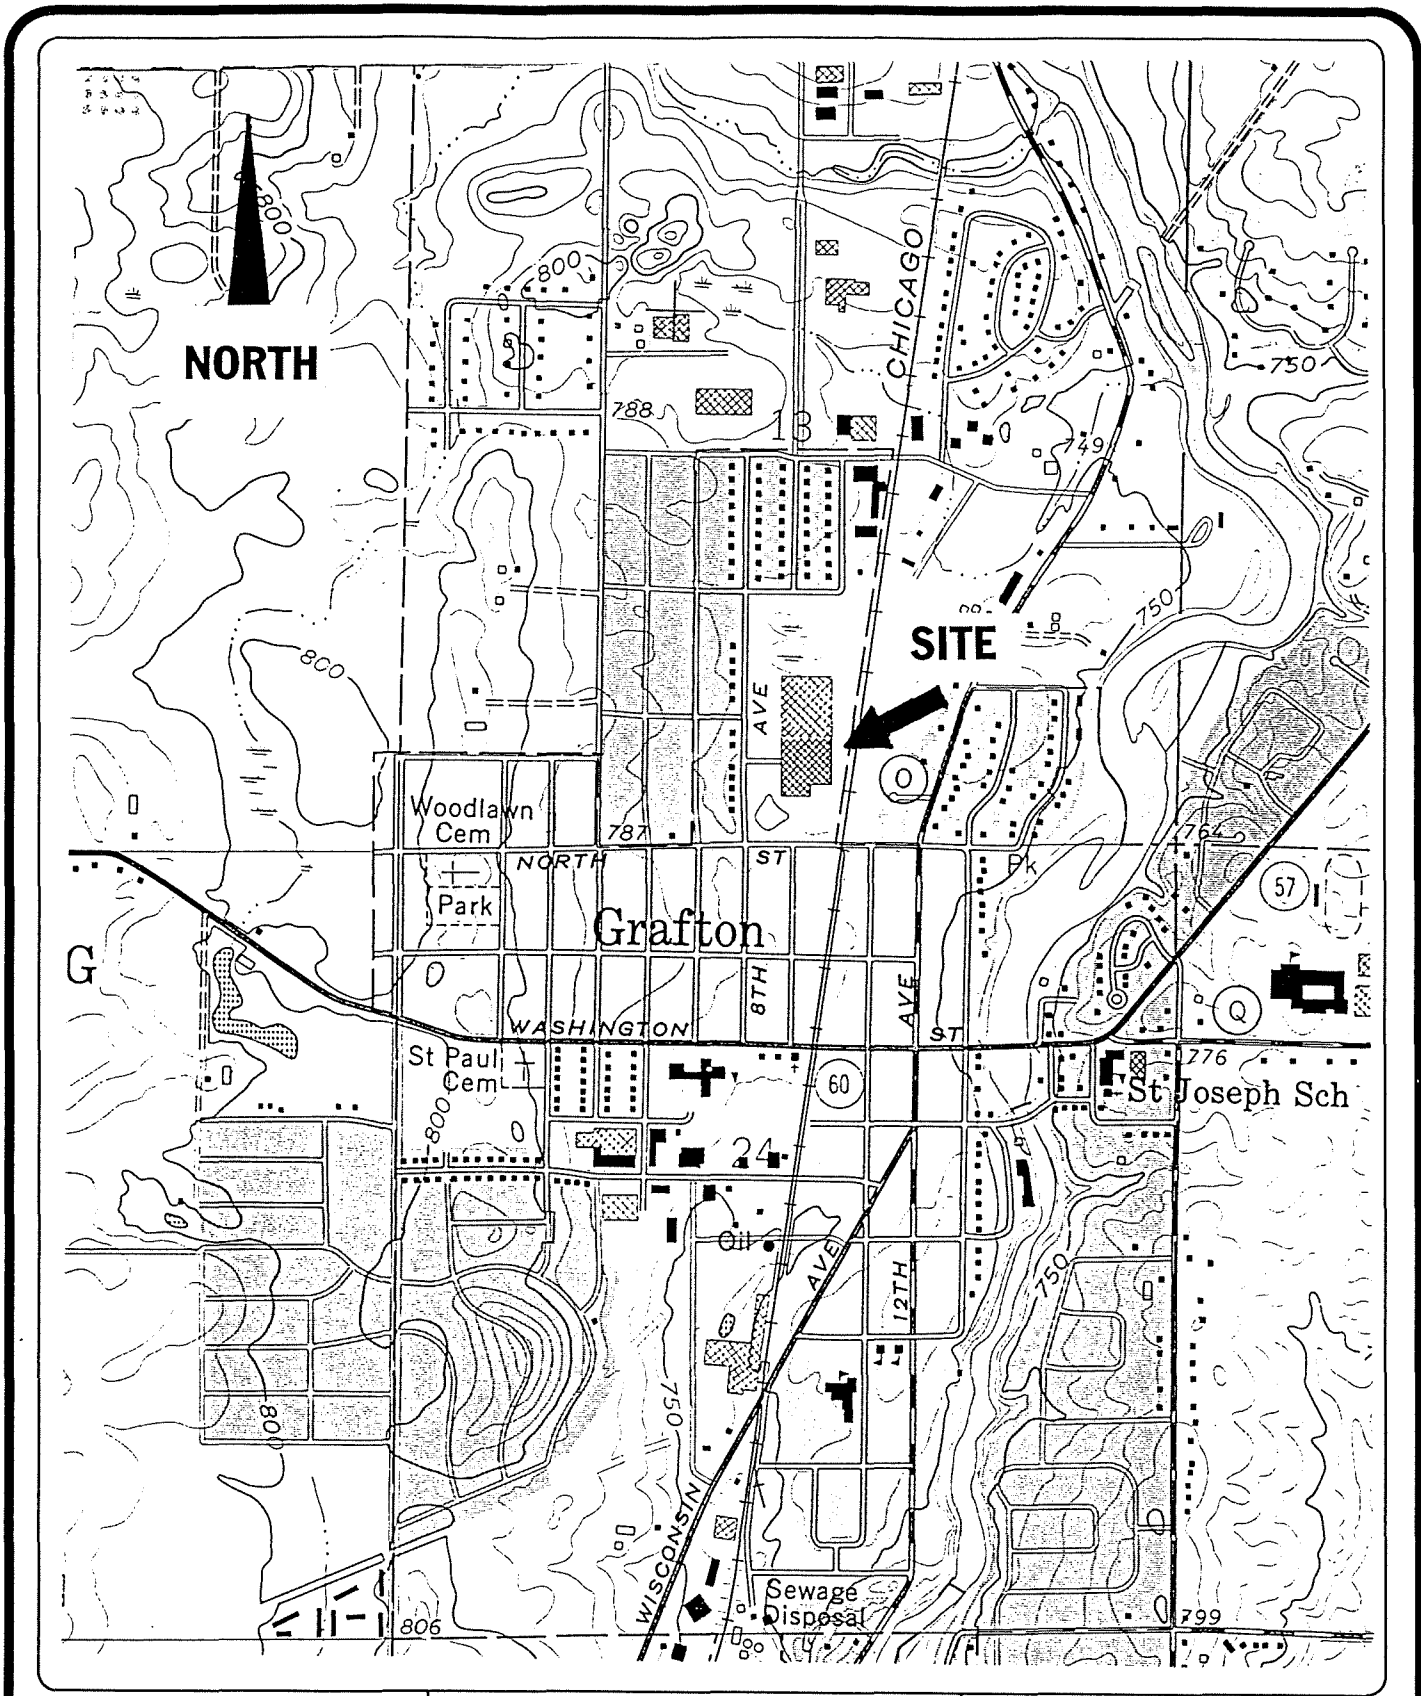 800
CHICAGO
800
NORTH
750
788
13
749
750
SITE
800
AVE
O
Woodlawn
Cem
787
764
NORTH
ST
Pk
57
Park
Grafton
G
8TH
AVE
Q
WASHINGTON
ST
St Paul
Cem
60
776
St Joseph Sch
800
24
Oil
AVE
750
12TH
800
750
WISCONSIN
Sewage
Disposal
806
799